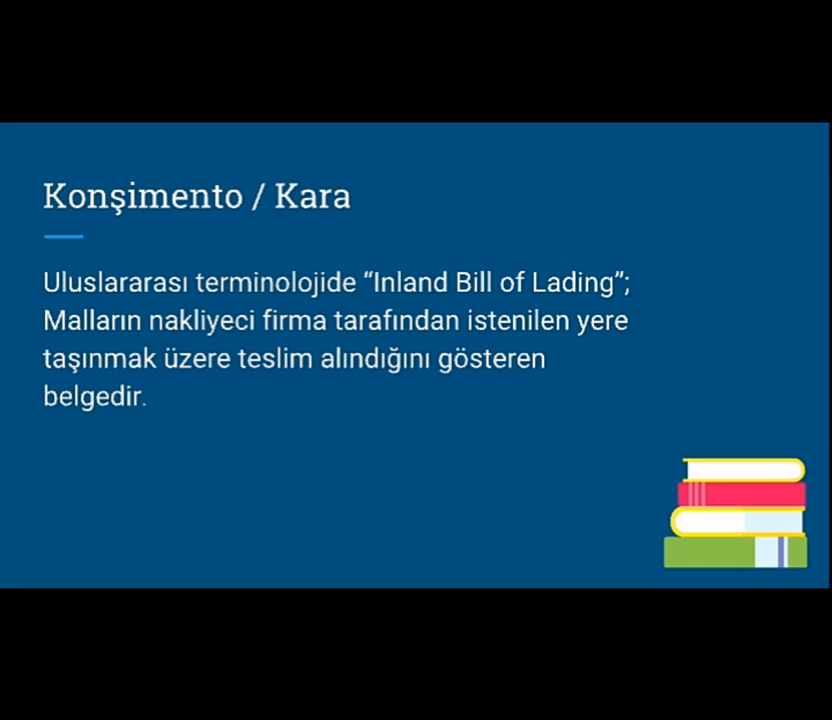 Konşimento / Kara
Uluslararası terminolojide “Inland Bill of Lading”;
Malların nakliyeci firma tarafından istenilen yere
taşınmak üzere teslim alındığını gösteren
belgedir.